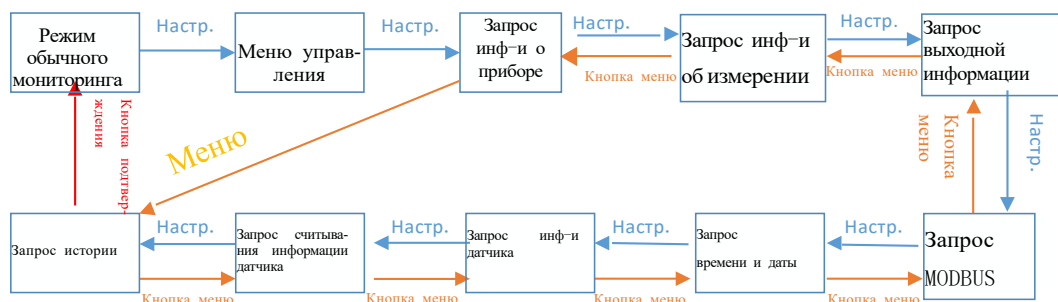 Настр.
Настр.
Настр.
Настр.
Режим
обычного
мониторинга
Меню управ-
ления
Запрос
инф-и о
приборе
Кнопка меню
Запрос инф-и
об измерении
Кнопка меню
Запрос
выходной
информации
Кнопка подтвер-
ждения
Меню
Кнопка
меню
Настр.
Настр.
Настр.
Настр.
Настр.
Запрос истории
Запрос считыва-
ния информации
датчика
Запрос инф-и
датчика
Запрос
времени и даты
Запрос
MODBUS
Кнопка меню
Кнопка меню
Кнопка меню
Кнопка меню